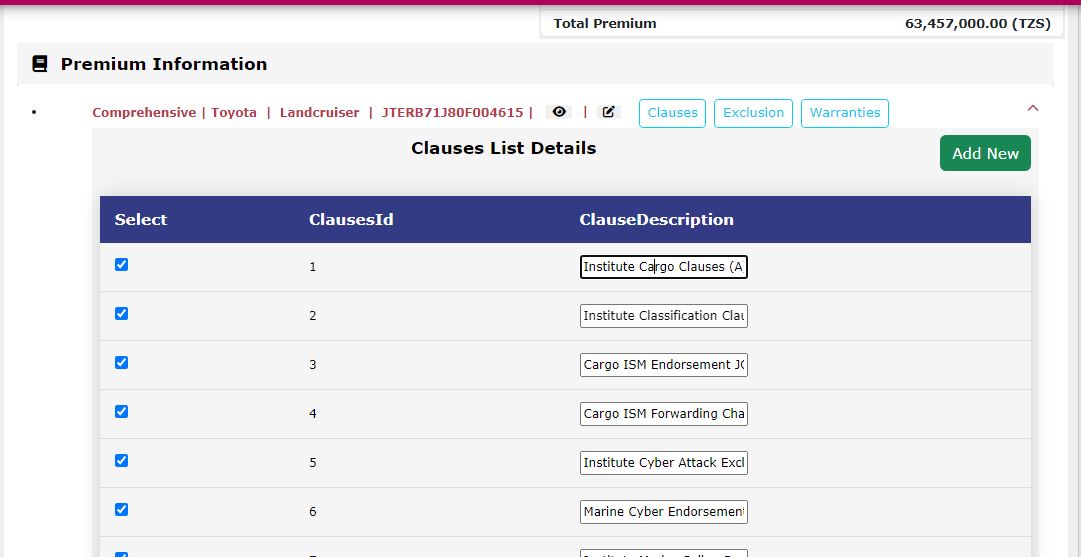 Total Premium 63,457,000.00 (TZS)
Premium Information
Comprehensive | Toyota | Landcruiser | JTERB71J80F004615 | | Clauses Exclusion Warranties
Clauses List Details
Add New
Select ClausesId ClauseDescription
1 Institute Cargo Clauses (A
2 Institute Classification Clau
3 Cargo ISM Endorsement JC
4 Cargo ISM Forwarding Cha
5 Institute Cyber Attack Excl
6 Marine Cyber Endorsement